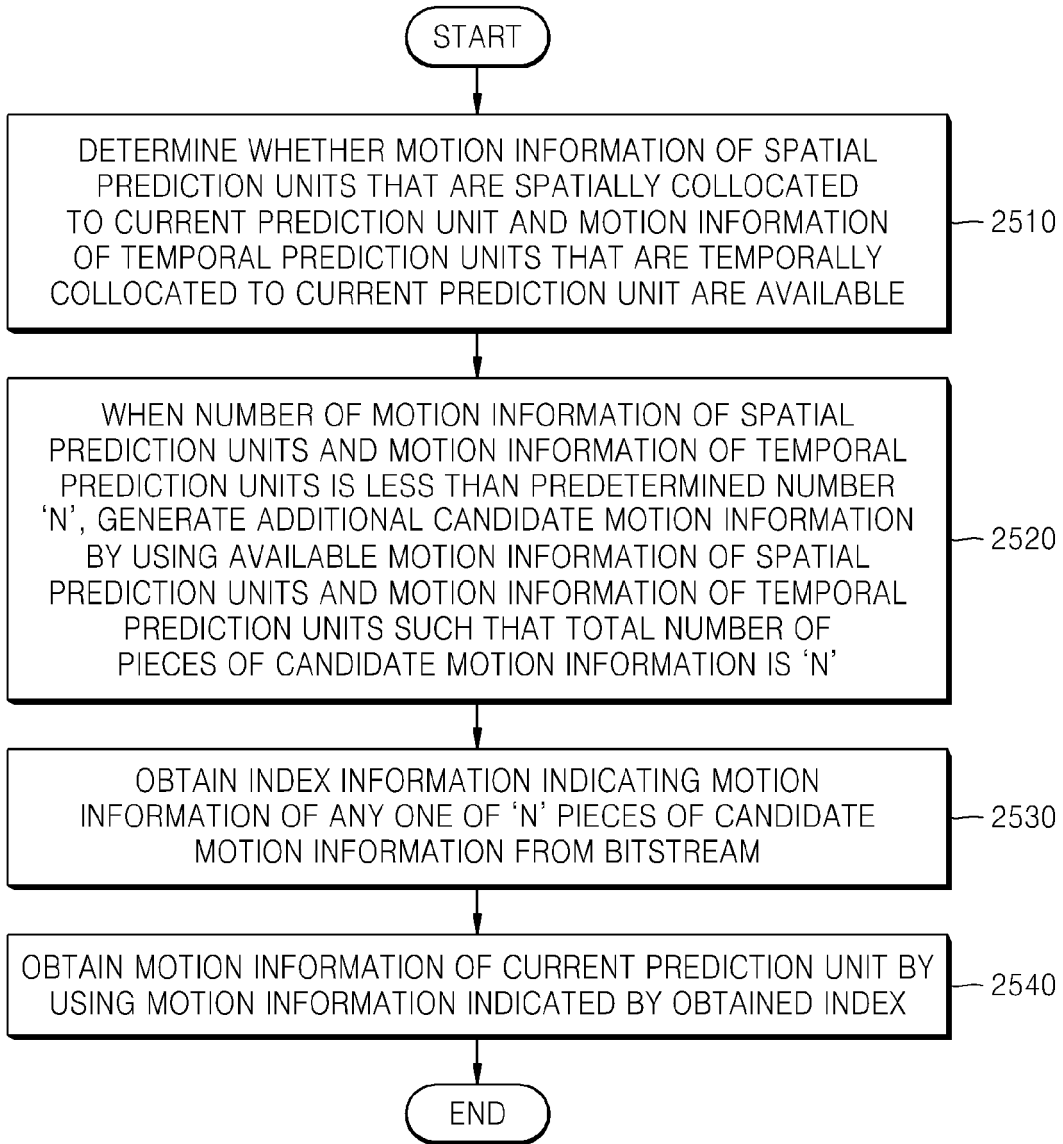 START
DETERMINE WHETHER MOTION INFORMATION OF SPATIAL
PREDICTION UNITS THAT ARE SPATIALLY COLLOCATED
TO CURRENT PREDICTION UNIT AND MOTION INFORMATION
OF TEMPORAL PREDICTION UNITS THAT ARE TEMPORALLY
COLLOCATED TO CURRENT PREDICTION UNIT ARE AVAILABLE
2510
WHEN NUMBER OF MOTION INFORMATION OF SPATIAL
PREDICTION UNITS AND MOTION INFORMATION OF TEMPORAL
PREDICTION UNITS IS LESS THAN PREDETERMINED NUMBER
‘N’, GENERATE ADDITIONAL CANDIDATE MOTION INFORMATION
BY USING AVAILABLE MOTION INFORMATION OF SPATIAL
PREDICTION UNITS AND MOTION INFORMATION OF TEMPORAL
PREDICTION UNITS SUCH THAT TOTAL NUMBER OF
PIECES OF CANDIDATE MOTION INFORMATION IS ‘N’
2520
OBTAIN INDEX INFORMATION INDICATING MOTION
INFORMATION OF ANY ONE OF ‘N’ PIECES OF CANDIDATE
MOTION INFORMATION FROM BITSTREAM
2530
OBTAIN MOTION INFORMATION OF CURRENT PREDICTION UNIT BY
USING MOTION INFORMATION INDICATED BY OBTAINED INDEX
2540
END